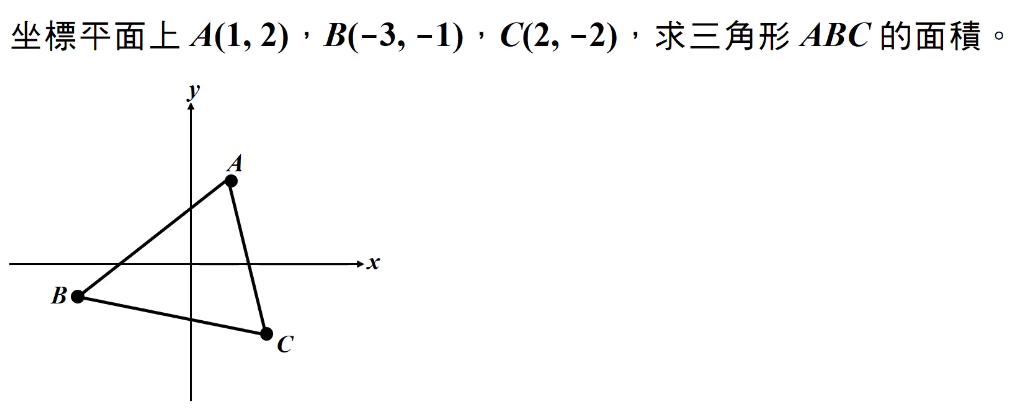 坐標平面上 A(1, 2)，B(−3, −1)，C(2, −2)，求三角形 ABC 的面積。
y
A
x
B
C